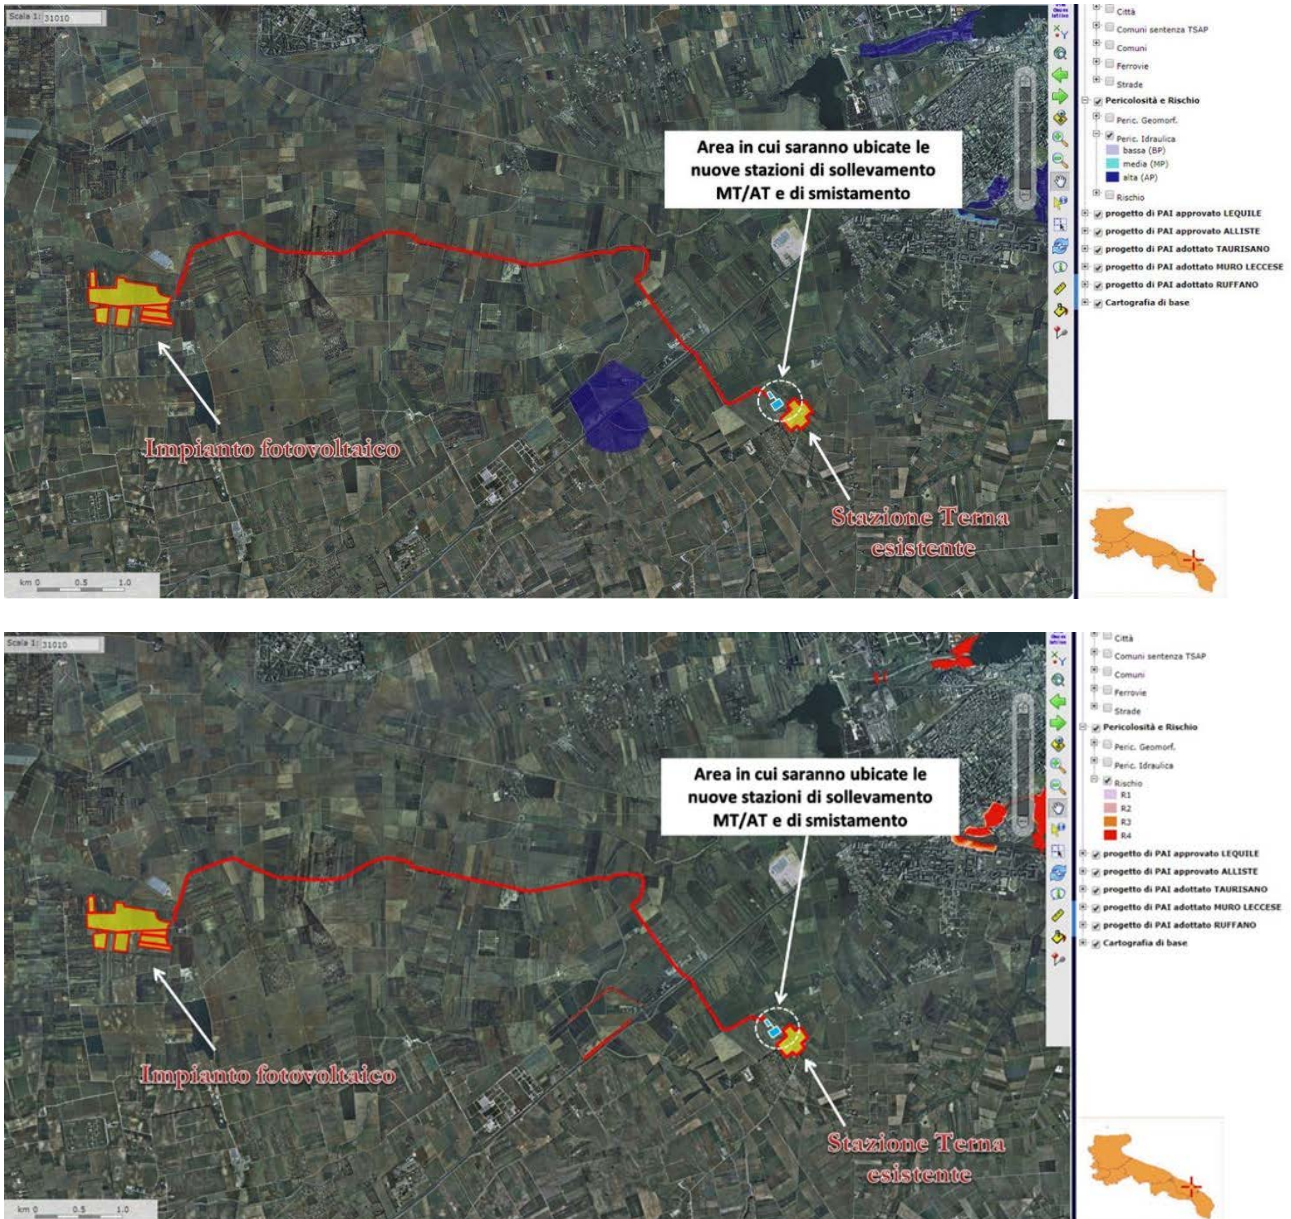 Scala 1: 31010
Città
Comuni sentenza TSAP
Comuni
Ferrovie
Strade
Pericolosità e Rischio
Peric. Geomorf.
Peric. Idraulica
bassa (BP)
media (MP)
alta (AP)
Rischio
progetto di PAI approvato LEQUILE
progetto di PAI approvato ALLISTE
progetto di PAI adottato TAURISANO
progetto di PAI adottato MURO LECCESE
progetto di PAI adottato RUFFANO
Cartografia di base
Area in cui saranno ubicate le
nuove stazioni di sollevamento
MT/AT e di smistamento
Impianto fotovoltaico
Stazione Terna
esistente
km 0 0.5 1.0
Scala 1: 31010
Città
Comuni sentenza TSAP
Comuni
Ferrovie
Strade
Pericolosità e Rischio
Peric. Geomorf.
Peric. Idraulica
Rischio
R1
R2
R3
R4
progetto di PAI approvato LEQUILE
progetto di PAI approvato ALLISTE
progetto di PAI adottato TAURISANO
progetto di PAI adottato MURO LECCESE
progetto di PAI adottato RUFFANO
Cartografia di base
Area in cui saranno ubicate le
nuove stazioni di sollevamento
MT/AT e di smistamento
Impianto fotovoltaico
Stazione Terna
esistente
km 0 0.5 1.0